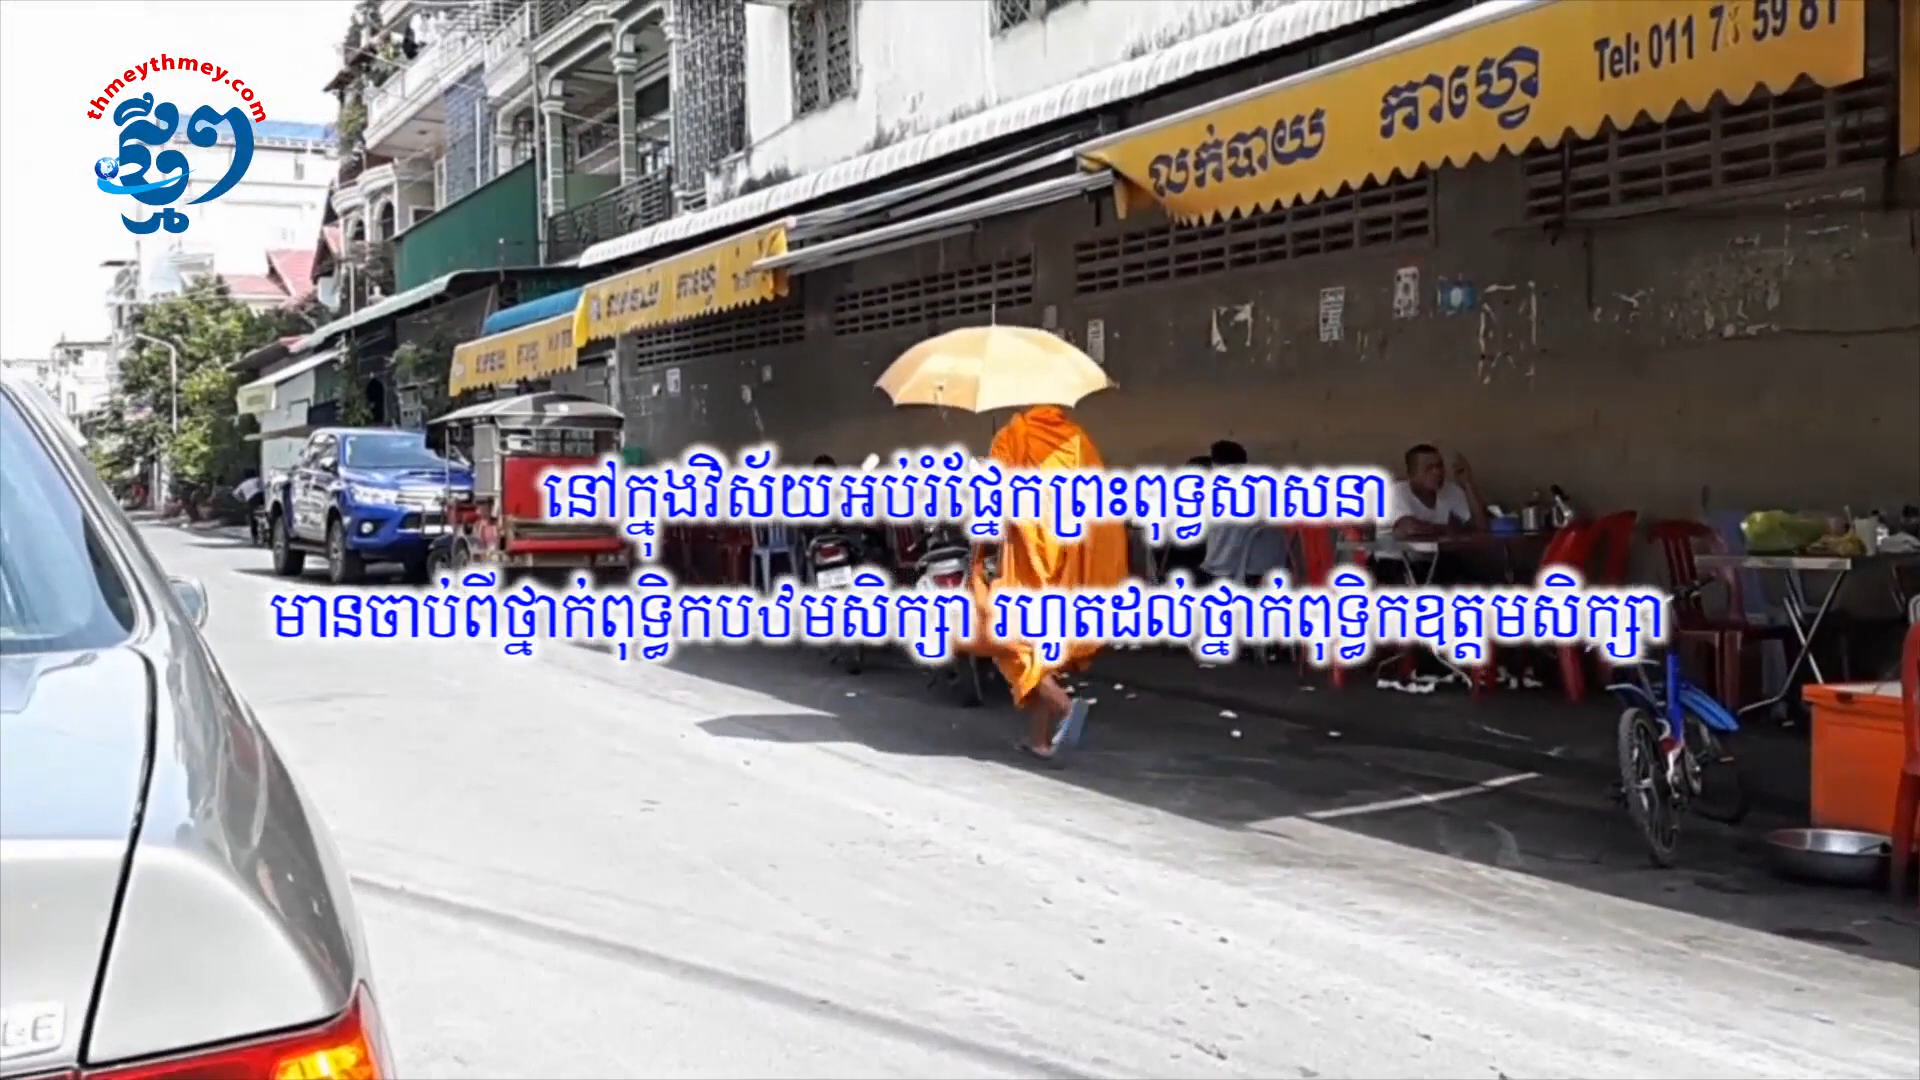 thmeythmey.com
ថ្មីៗ
លក់បាយ កាហ្វេ Tel: 011 7
នៅក្នុងវិស័យអប់រំផ្នែកព្រះពុទ្ធសាសនា
មានចាប់ពីថ្នាក់ពុទ្ធិកបឋមសិក្សា រហូតដល់ថ្នាក់ពុទ្ធិកឧត្តមសិក្សា